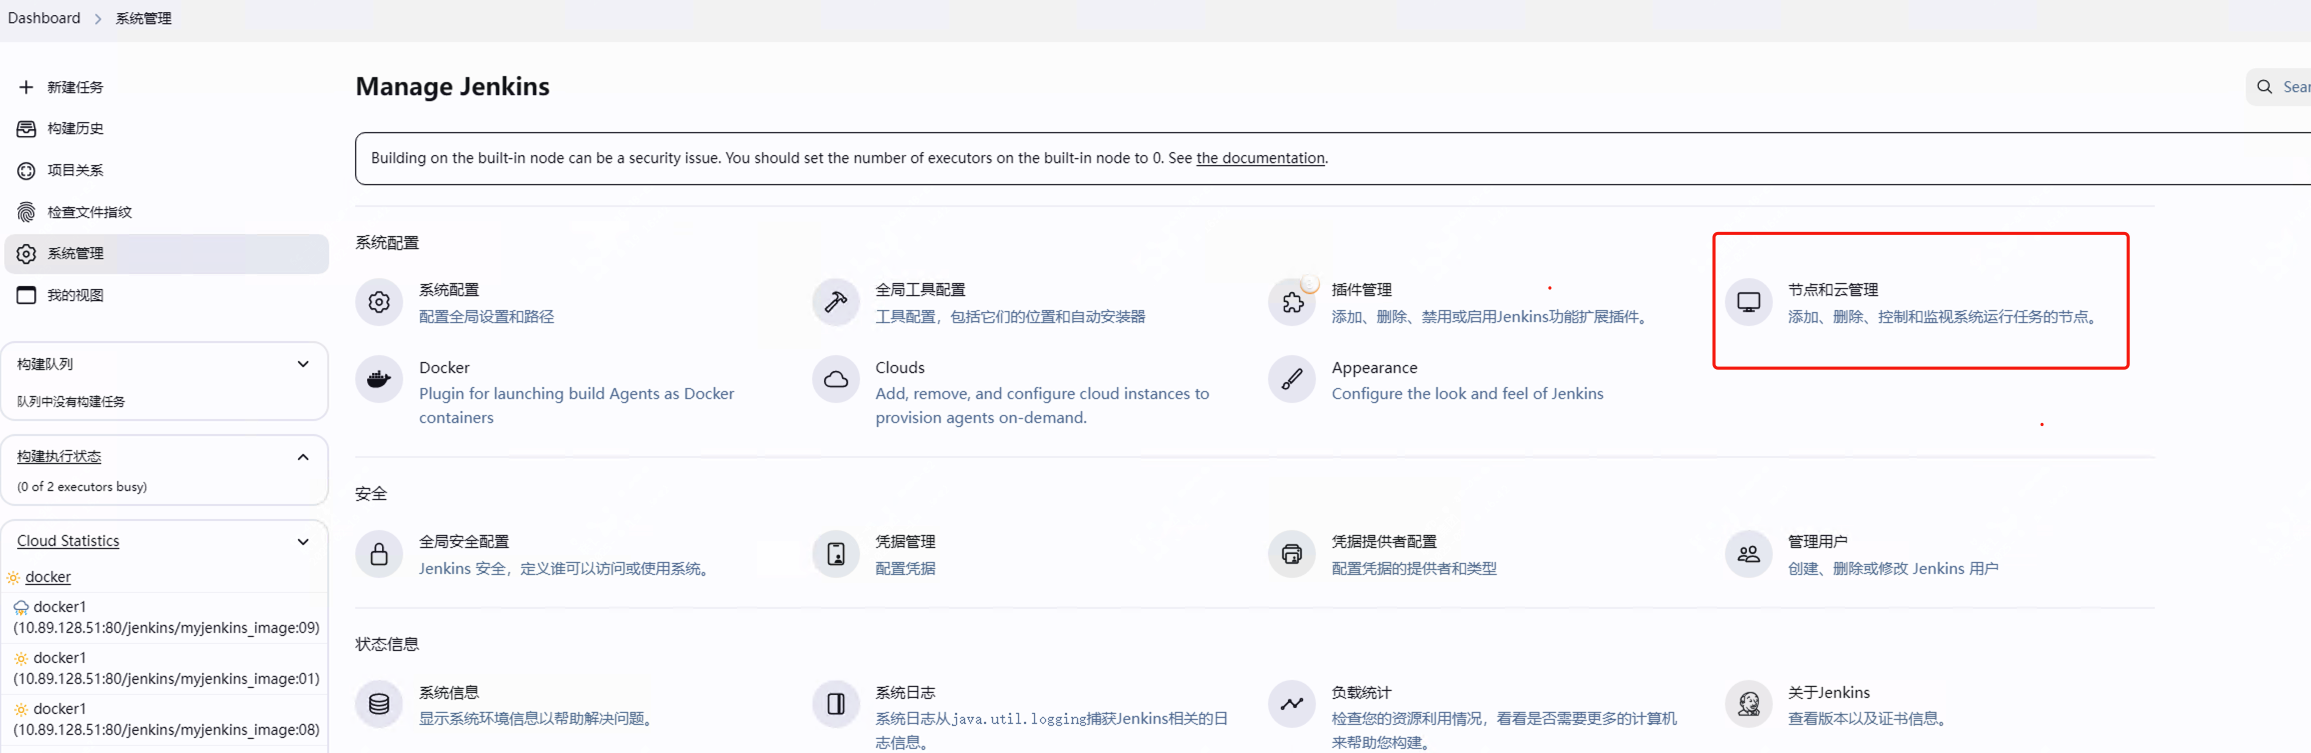 Dashboard > 系统管理
新建任务
构建历史
项目关系
检查文件指纹
系统管理
我的视图
构建队列
队列中没有构建任务
构建执行状态
(0 of 2 executors busy)
Cloud Statistics
docker
docker1
(10.89.128.51:80/jenkins/myjenkins_image:09)
docker1
(10.89.128.51:80/jenkins/myjenkins_image:01)
docker1
(10.89.128.51:80/jenkins/myjenkins_image:08)
Manage Jenkins
Sear
Building on the built-in node can be a security issue. You should set the number of executors on the built-in node to 0. See the documentation.
系统配置
系统配置
配置全局设置和路径
全局工具配置
工具配置，包括它们的位置和自动安装器
插件管理
添加、删除、禁用或启用Jenkins功能扩展插件。
节点和云管理
添加、删除、控制和监视系统运行任务的节点。
Docker
Plugin for launching build Agents as Docker
containers
Clouds
Add, remove, and configure cloud instances to
provision agents on-demand.
Appearance
Configure the look and feel of Jenkins
安全
全局安全配置
Jenkins 安全，定义谁可以访问或使用系统。
凭据管理
配置凭据
凭据提供者配置
配置凭据的提供者和类型
管理用户
创建、删除或修改 Jenkins 用户
状态信息
系统信息
显示系统环境信息以帮助解决问题。
系统日志
系统日志从java.util.logging捕获Jenkins相关的日
志信息。
负载统计
检查您的资源利用情况，看看是否需要更多的计算机
来帮助您构建。
关于Jenkins
查看版本以及证书信息。